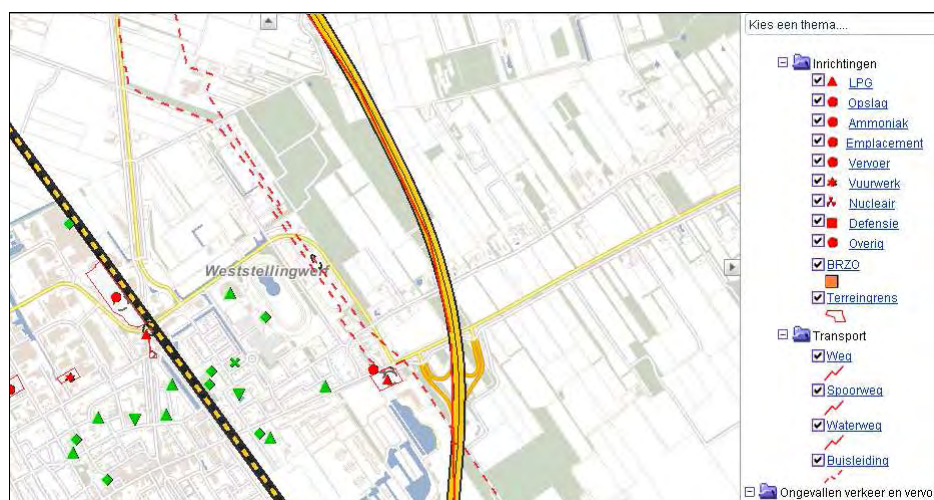 Kies een thema....
Inrichtingen
LPG
Opslag
Ammoniak
Emplacement
Vervoer
Vuurwerk
Nucleair
Defensie
Overig
BRZO
Terreingrens
Transport
Weg
Spoorweg
Waterweg
Buisleiding
Ongevallen verkeer en vervo
Weststellingwerf